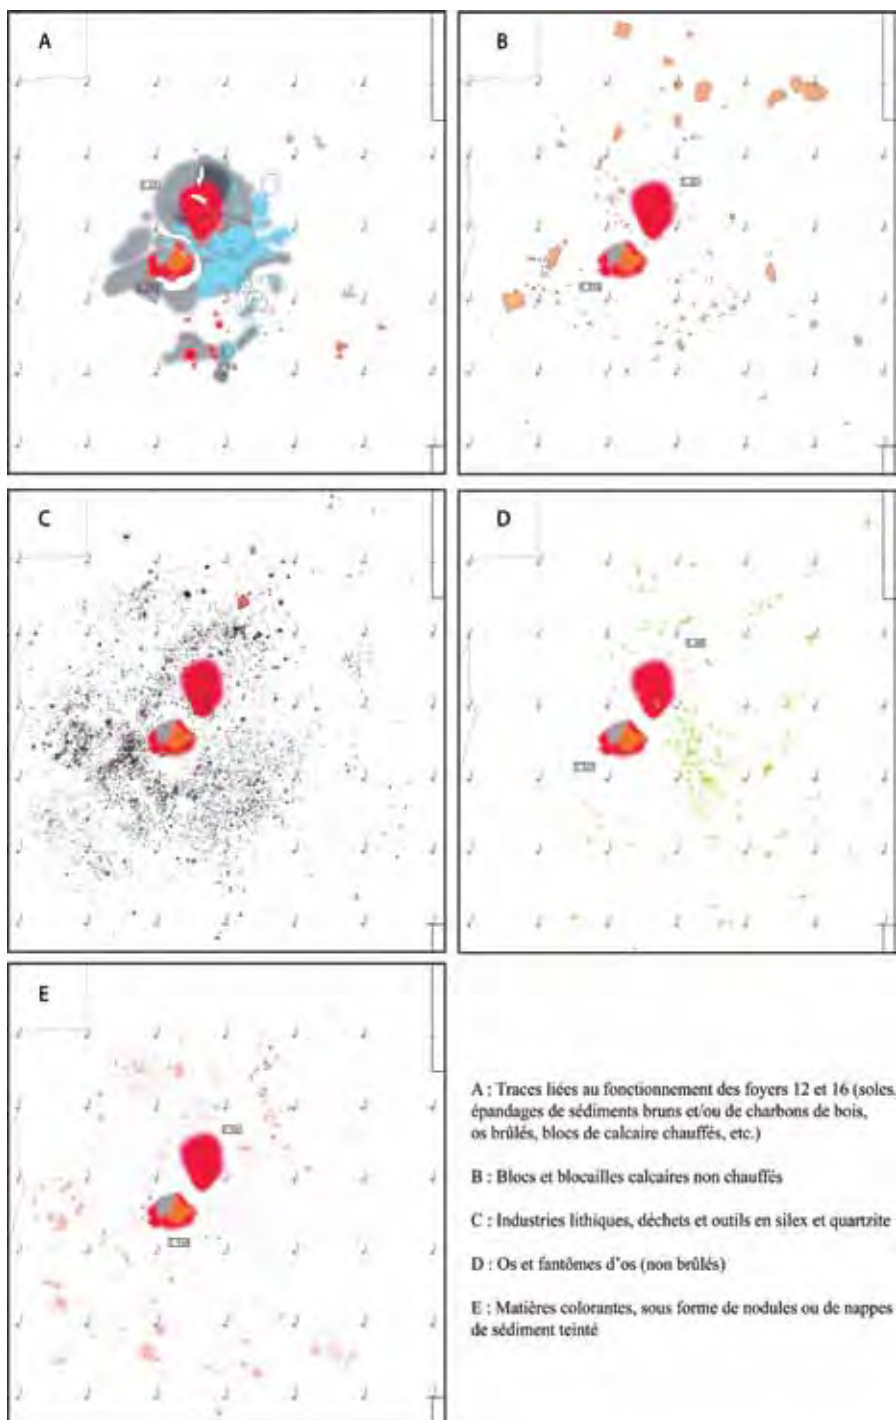 A
B
C
D
E
A : Traces liées au fonctionnement des foyers 12 et 16 (soles,
épandages de sédiments bruns et/ou de charbons de bois,
os brûlés, blocs de calcaire chauffés, etc.)
B : Blocs et blocailles calcaires non chauffés
C : Industries lithiques, déchets et outils en silex et quartzite
D : Os et fantômes d'os (non brûlés)
E : Matières colorantes, sous forme de nodules ou de nappes
de sédiment teinté